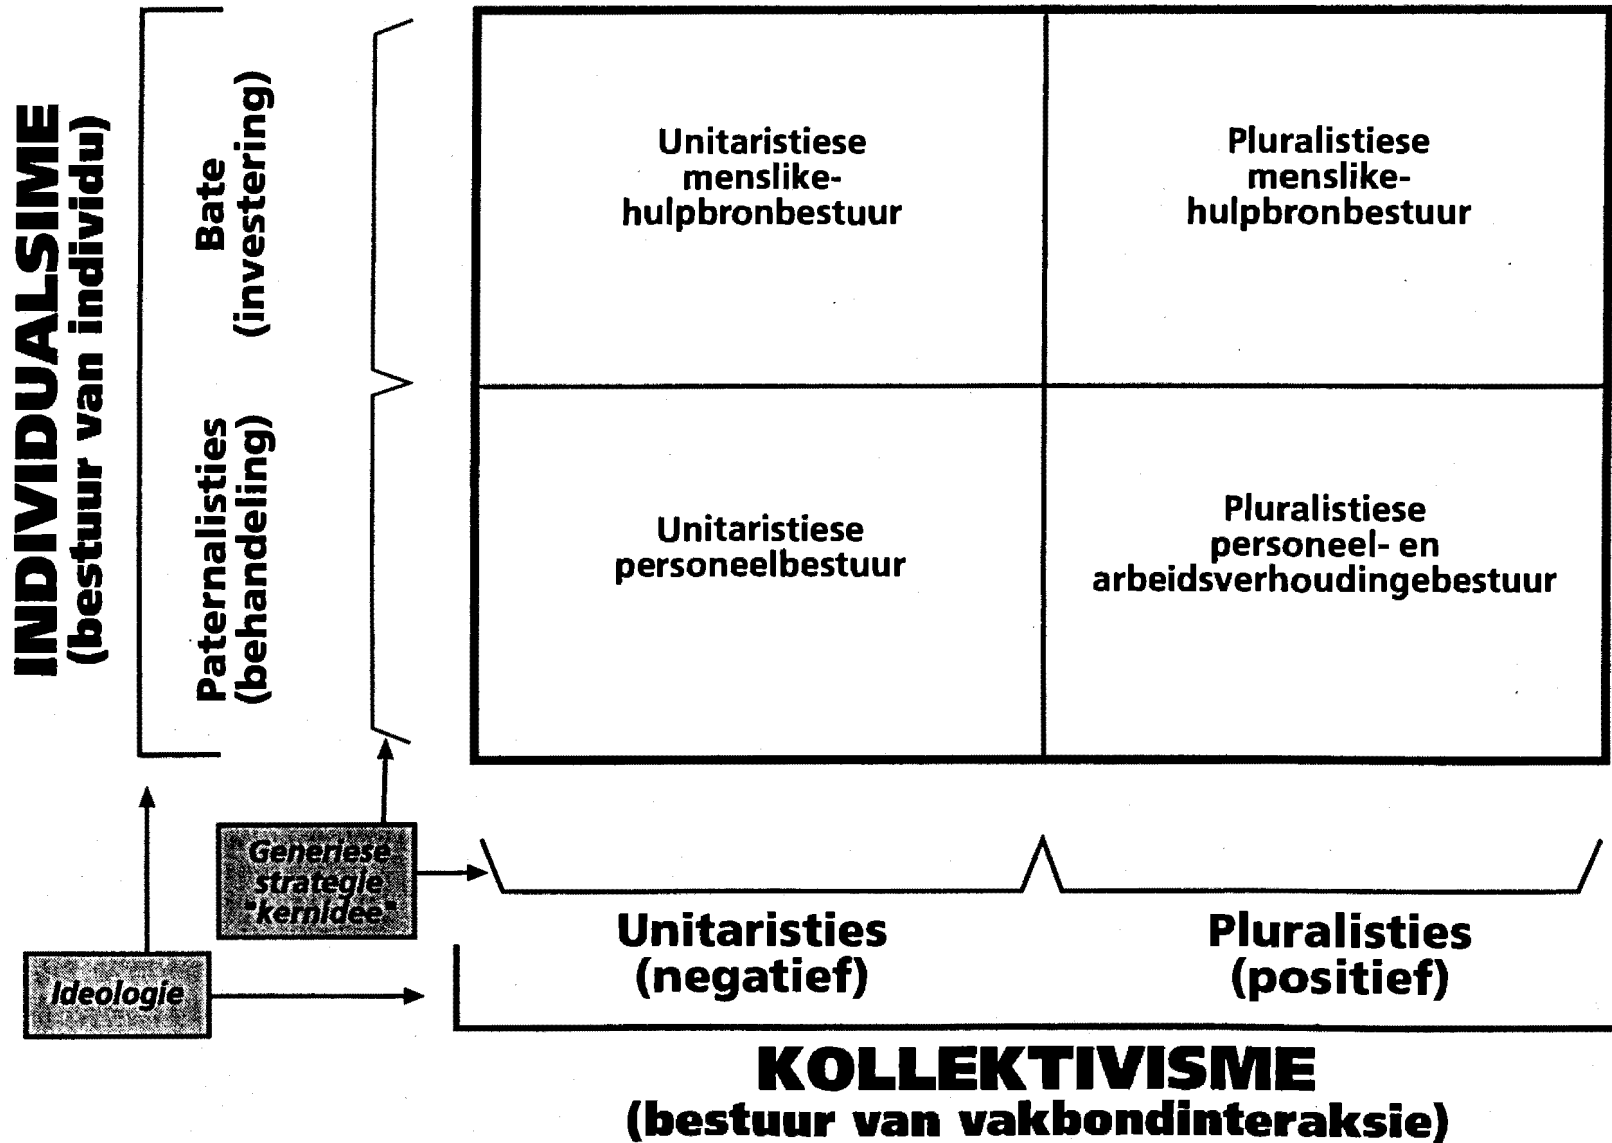 INDIVIDUALSIME
(bestuur van individu)
Bate
(investering)
Paternalisties
(behandeling)
Unitaristiese
menslike-
hulpbronbestuur
Pluralistiese
menslike-
hulpbronbestuur
Unitaristiese
personeelbestuur
Pluralistiese
personeel- en
arbeidsverhoudingebestuur
Generiese
strategie
"kernidee"
Ideologie
Unitaristies
(negatief)
Pluralisties
(positief)
KOLLEKTIVISME
(bestuur van vakbondinteraksie)